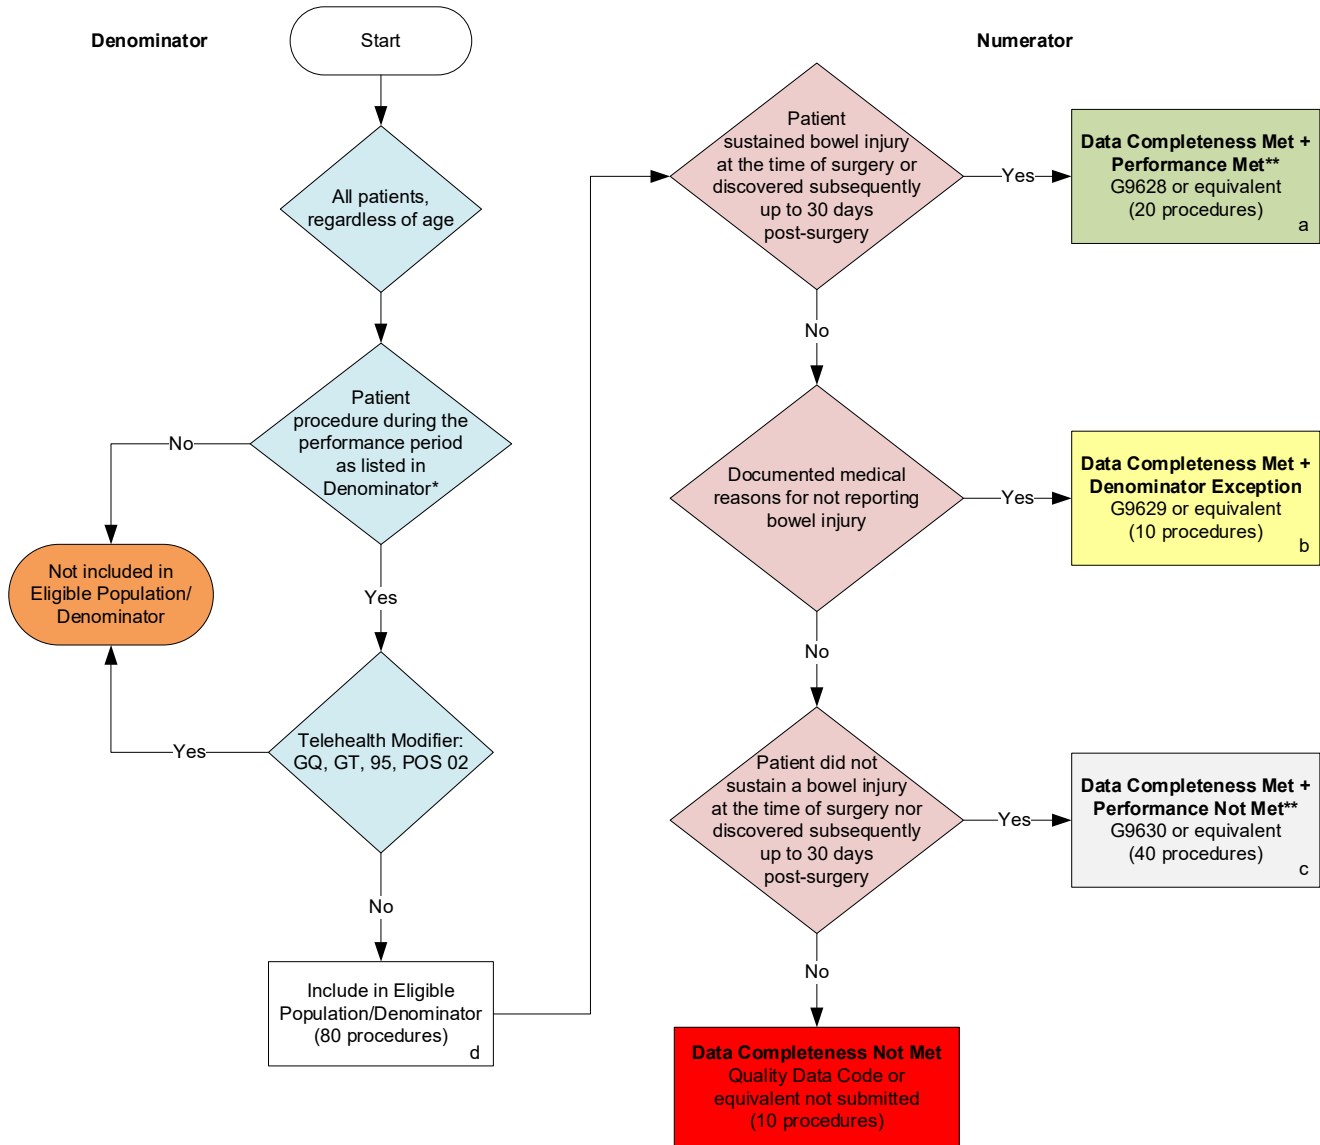 Denominator
Start
All patients,
regardless of age
Patient
procedure during the
performance period
as listed in
Denominator*
No
Not included in
Eligible Population/
Denominator
Yes
Telehealth Modifier:
GQ, GT, 95, POS 02
Yes
No
Include in Eligible
Population/Denominator
(80 procedures)
d
Numerator
Patient
sustained bowel injury
at the time of surgery or
discovered subsequently
up to 30 days
post-surgery
Yes
Data Completeness Met +
Performance Met**
G9628 or equivalent
(20 procedures)
a
No
Documented medical
reasons for not reporting
bowel injury
Yes
Data Completeness Met +
Denominator Exception
G9629 or equivalent
(10 procedures)
b
No
Patient did not
sustain a bowel injury
at the time of surgery nor
discovered subsequently
up to 30 days
post-surgery
Yes
Data Completeness Met +
Performance Not Met**
G9630 or equivalent
(40 procedures)
c
No
Data Completeness Not Met
Quality Data Code or
equivalent not submitted
(10 procedures)